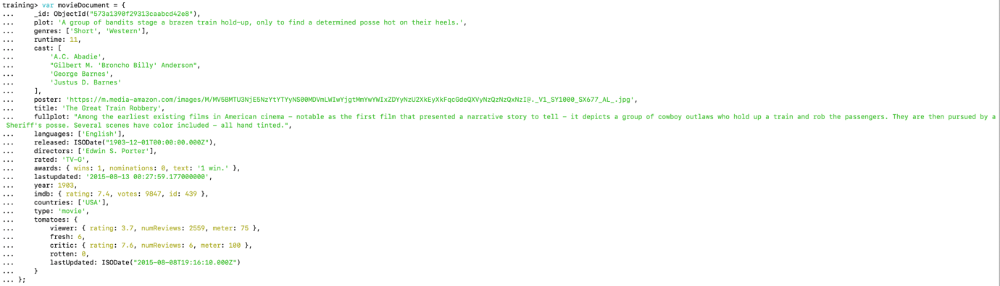 training> var movieDocument = {
...     _id: ObjectId("573a1390f29313caabcd42e8"),
...     plot: 'A group of bandits stage a brazen train hold-up, only to find a determined posse hot on their heels.',
...     genres: ['Short', 'Western'],
...     runtime: 11,
...     cast: [
...         'A.C. Abadie',
...         "Gilbert M. 'Broncho Billy' Anderson",
...         'George Barnes',
...         'Justus D. Barnes'
...     ],
...     poster: 'https://m.media-amazon.com/images/M/MV5BMTU3NjE5NzYtYTYyNS00MDVmLWIwYjgtMmYwYWIxZDYyNzU2XkEyXkFqcGdeQXVyNzQzNzQxNzI@._V1_SY1000_SX677_AL_.jpg',
...     title: 'The Great Train Robbery',
...     fullplot: "Among the earliest existing films in American cinema - notable as the first film that presented a narrative story to tell - it depicts a group of cowboy outlaws who hold up a train and rob the passengers. They are then pursued by a
Sheriff's posse. Several scenes have color included - all hand tinted.",
...     languages: ['English'],
...     released: ISODate("1903-12-01T00:00:00.000Z"),
...     directors: ['Edwin S. Porter'],
...     rated: 'TV-G',
...     awards: { wins: 1, nominations: 0, text: '1 win.' },
...     lastupdated: '2015-08-13 00:27:59.177000000',
...     year: 1903,
...     imdb: { rating: 7.4, votes: 9847, id: 439 },
...     countries: ['USA'],
...     type: 'movie',
...     tomatoes: {
...         viewer: { rating: 3.7, numReviews: 2559, meter: 75 },
...         fresh: 6,
...         critic: { rating: 7.6, numReviews: 6, meter: 100 },
...         rotten: 0,
...         lastUpdated: ISODate("2015-08-08T19:16:10.000Z")
...     }
... };